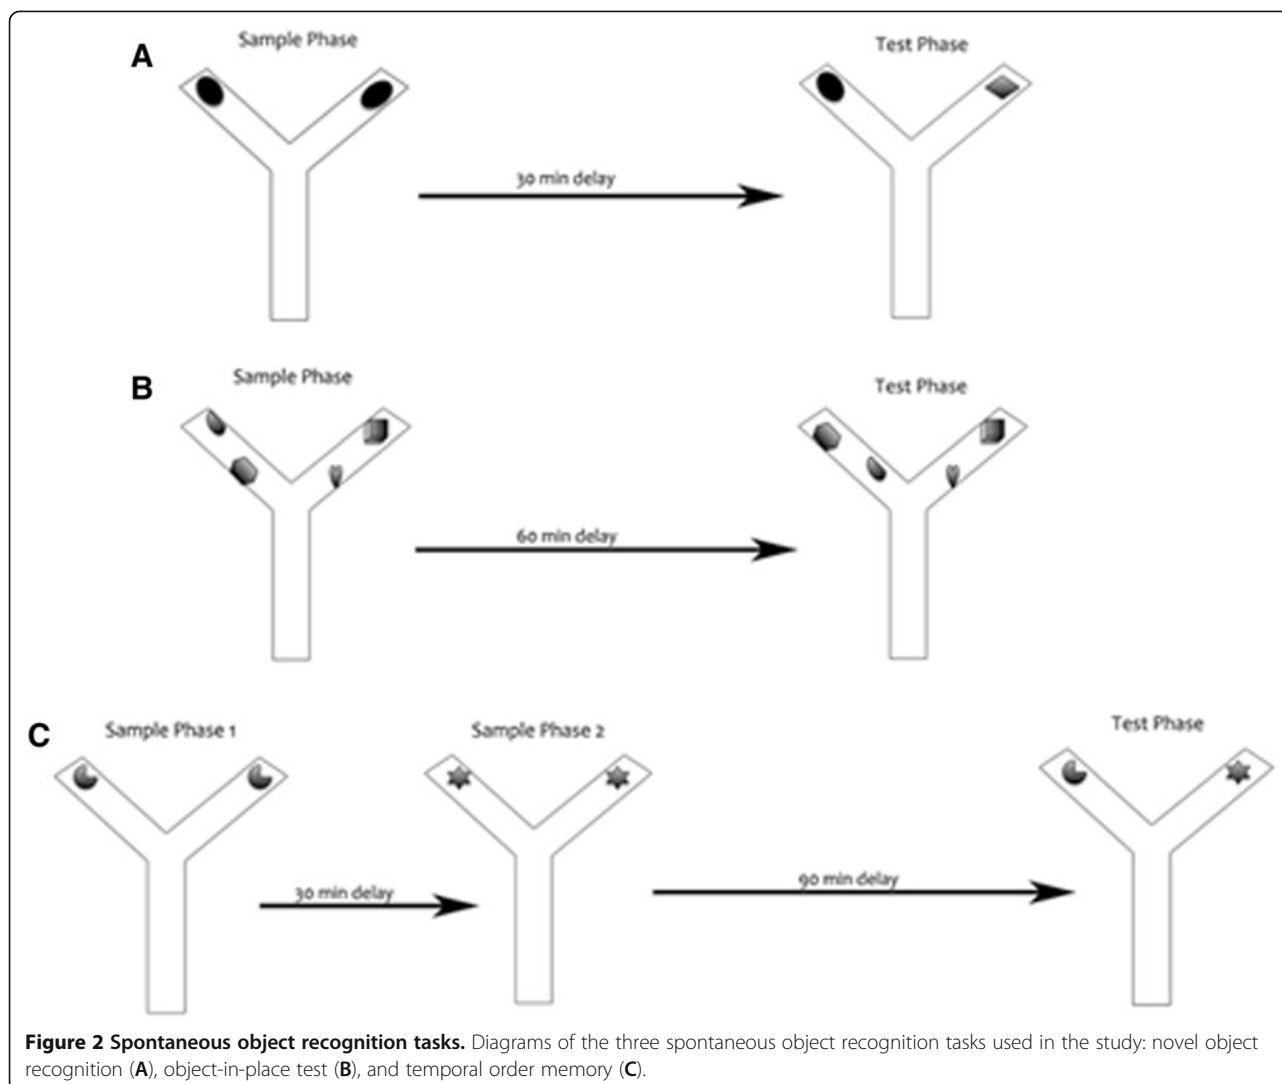 A
Sample Phase
Test Phase
30 min delay
B
Sample Phase
Test Phase
60 min delay
C
Sample Phase 1
Sample Phase 2
Test Phase
30 min delay
90 min delay
Figure 2 Spontaneous object recognition tasks. Diagrams of the three spontaneous object recognition tasks used in the study: novel object
recognition (A), object-in-place test (B), and temporal order memory (C).